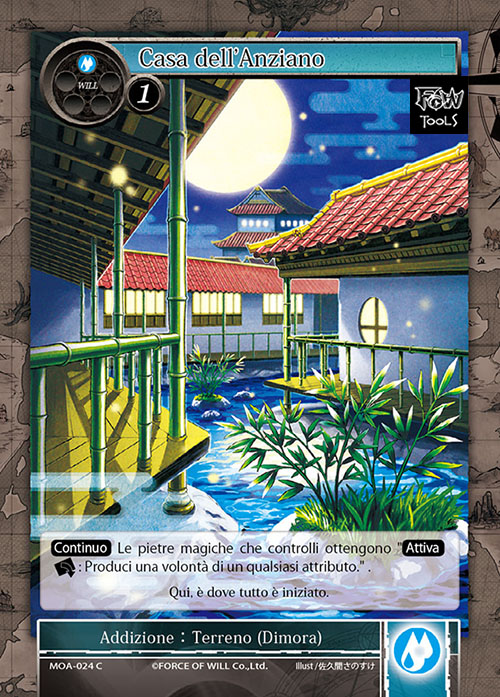 Casa dell'Anziano
WILL
1
FOW
TOOLS
Continuo Le pietre magiche che controlli ottengono "Attiva
: Produci una volontà di un qualsiasi attributo." .
Qui, è dove tutto è iniziato.
Addizione : Terreno (Dimora)
MOA-024 C ©FORCE OF WILL Co.,Ltd. Illust/佐久間さのすけ